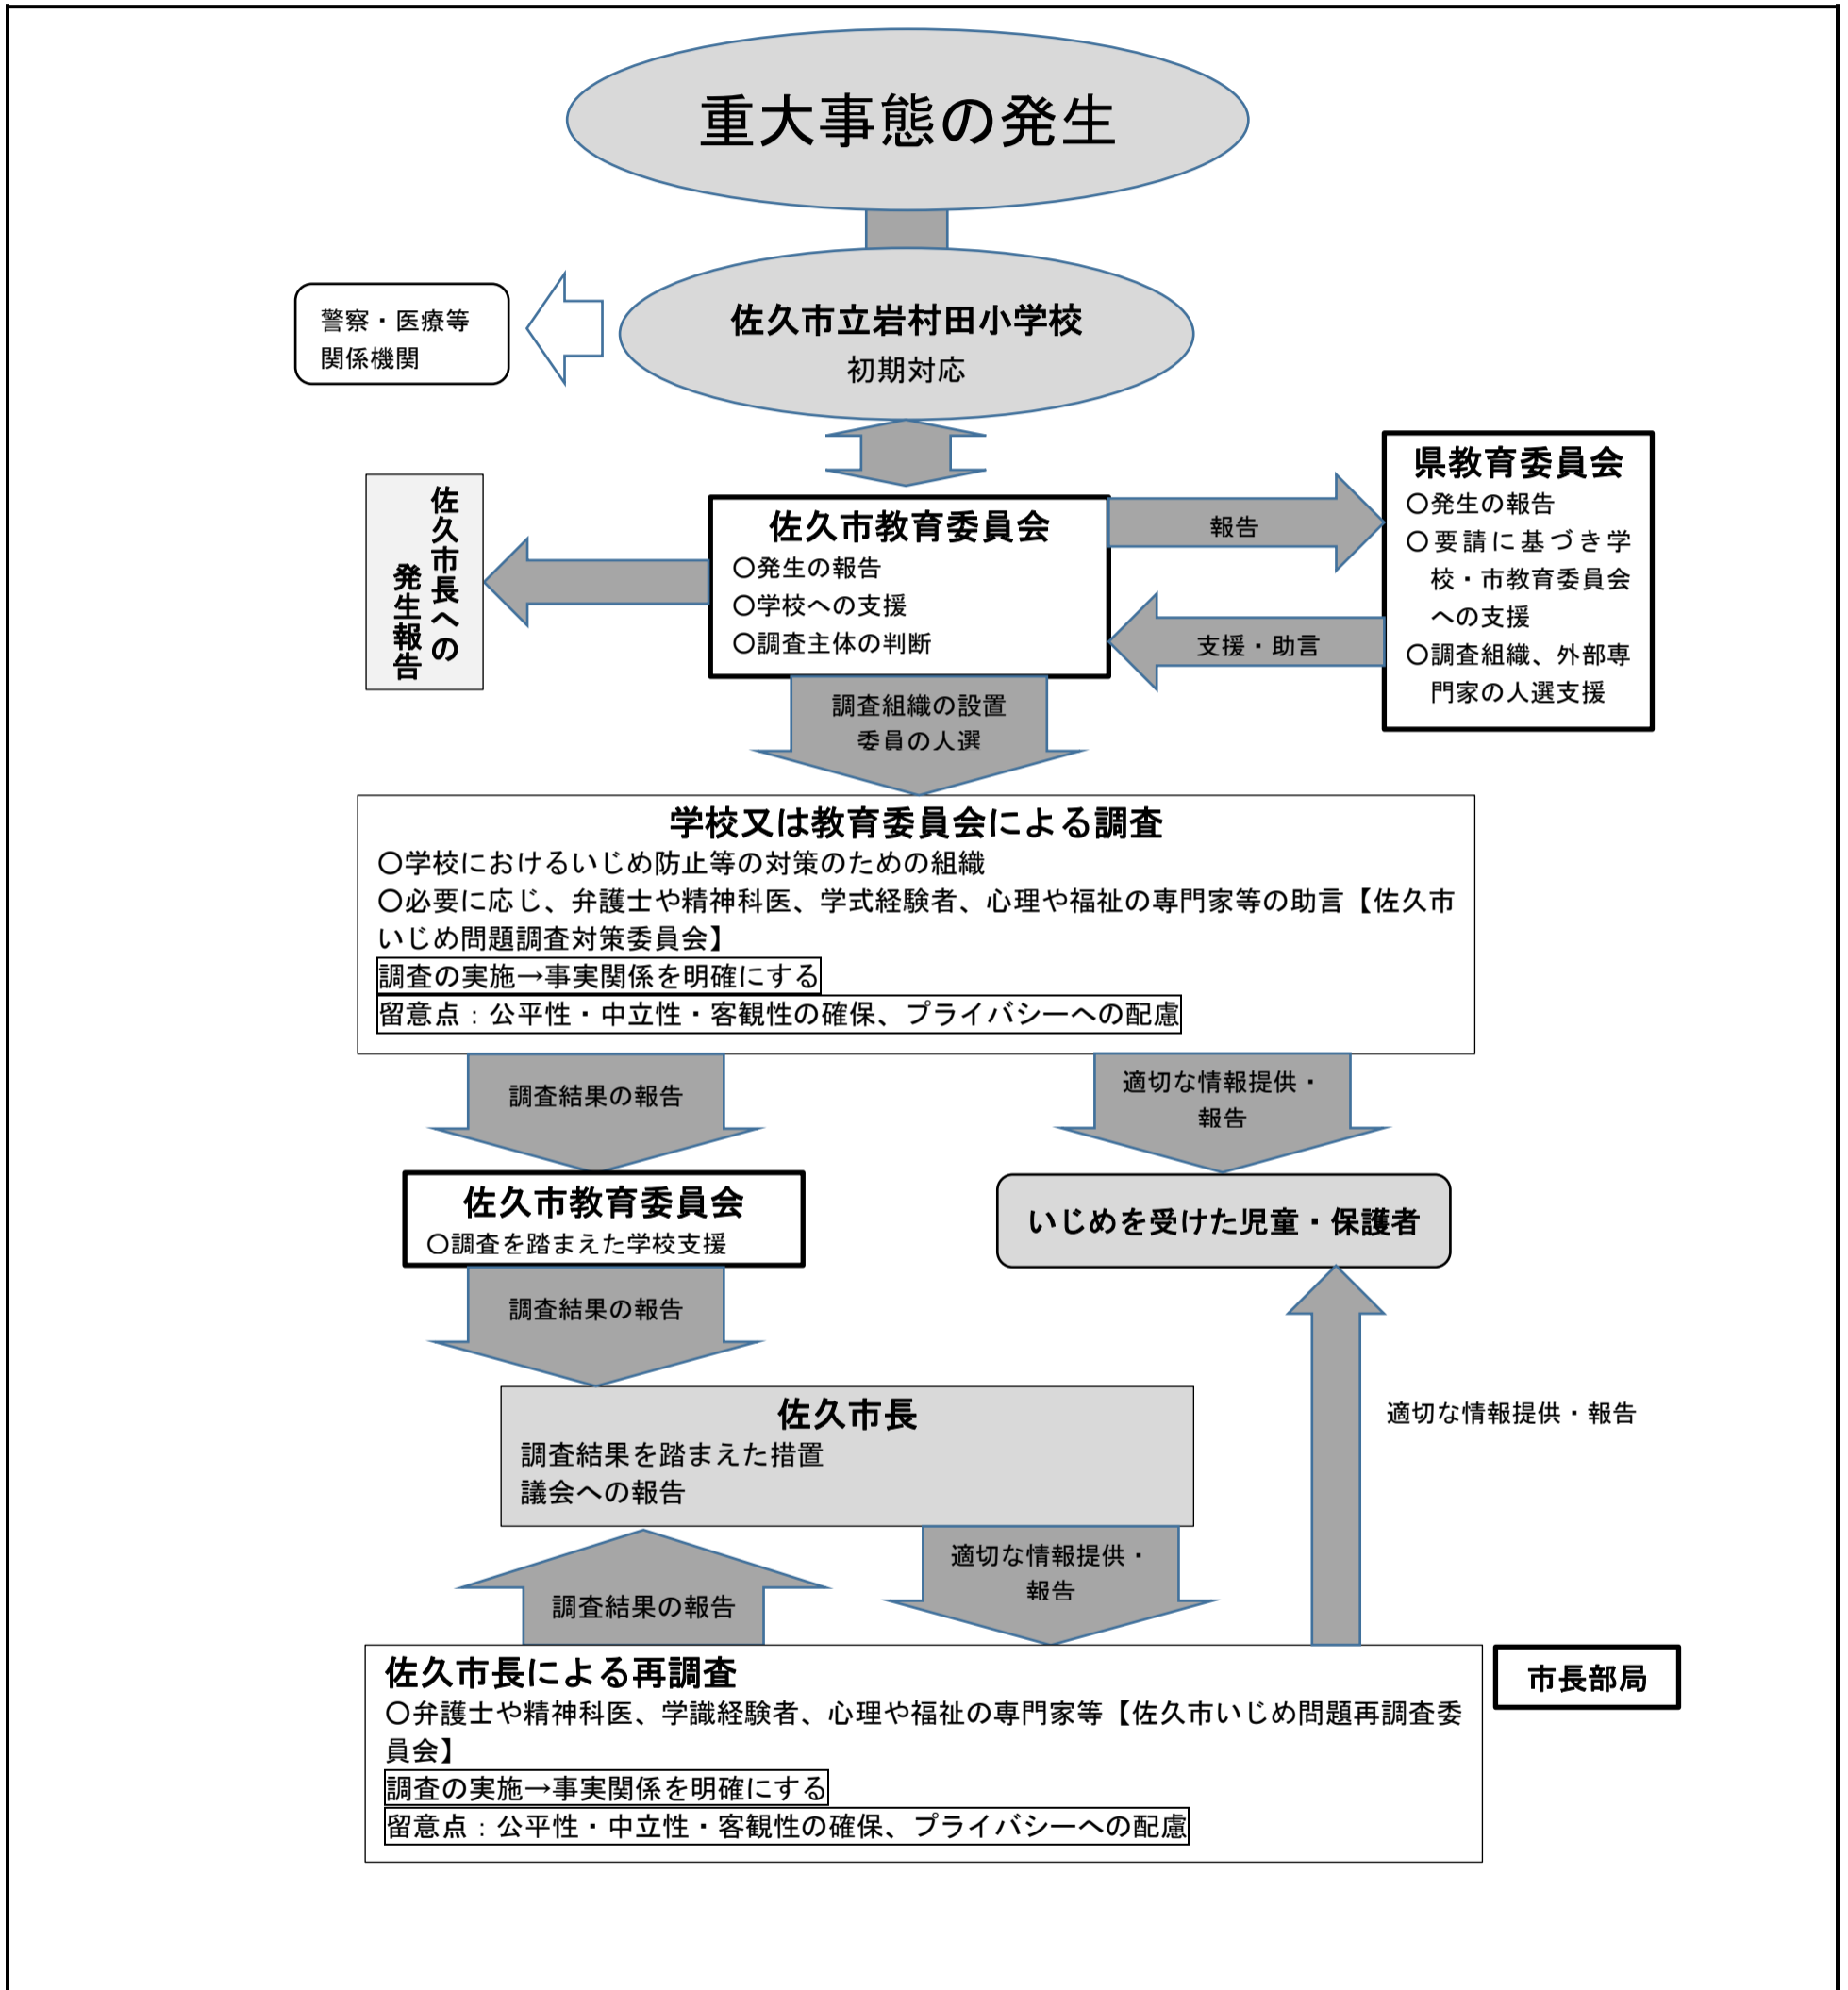 重大事態の発生
佐久市立岩村田小学校
初期対応
警察・医療等
関係機関
佐久市長への
発生報告
佐久市教育委員会
〇発生の報告
〇学校への支援
〇調査主体の判断
報告
支援・助言
県教育委員会
〇発生の報告
〇要請に基づき学
校・市教育委員会
への支援
〇調査組織、外部専
門家の人選支援
調査組織の設置
委員の人選
学校又は教育委員会による調査
〇学校におけるいじめ防止等の対策のための組織
〇必要に応じ、弁護士や精神科医、学式経験者、心理や福祉の専門家等の助言【佐久市
いじめ問題調査対策委員会】
調査の実施→事実関係を明確にする
留意点：公平性・中立性・客観性の確保、プライバシーへの配慮
調査結果の報告
適切な情報提供・
報告
佐久市教育委員会
〇調査を踏まえた学校支援
いじめを受けた児童・保護者
調査結果の報告
佐久市長
調査結果を踏まえた措置
議会への報告
適切な情報提供・報告
調査結果の報告
適切な情報提供・
報告
佐久市長による再調査
〇弁護士や精神科医、学識経験者、心理や福祉の専門家等【佐久市いじめ問題再調査委
員会】
調査の実施→事実関係を明確にする
留意点：公平性・中立性・客観性の確保、プライバシーへの配慮
市長部局